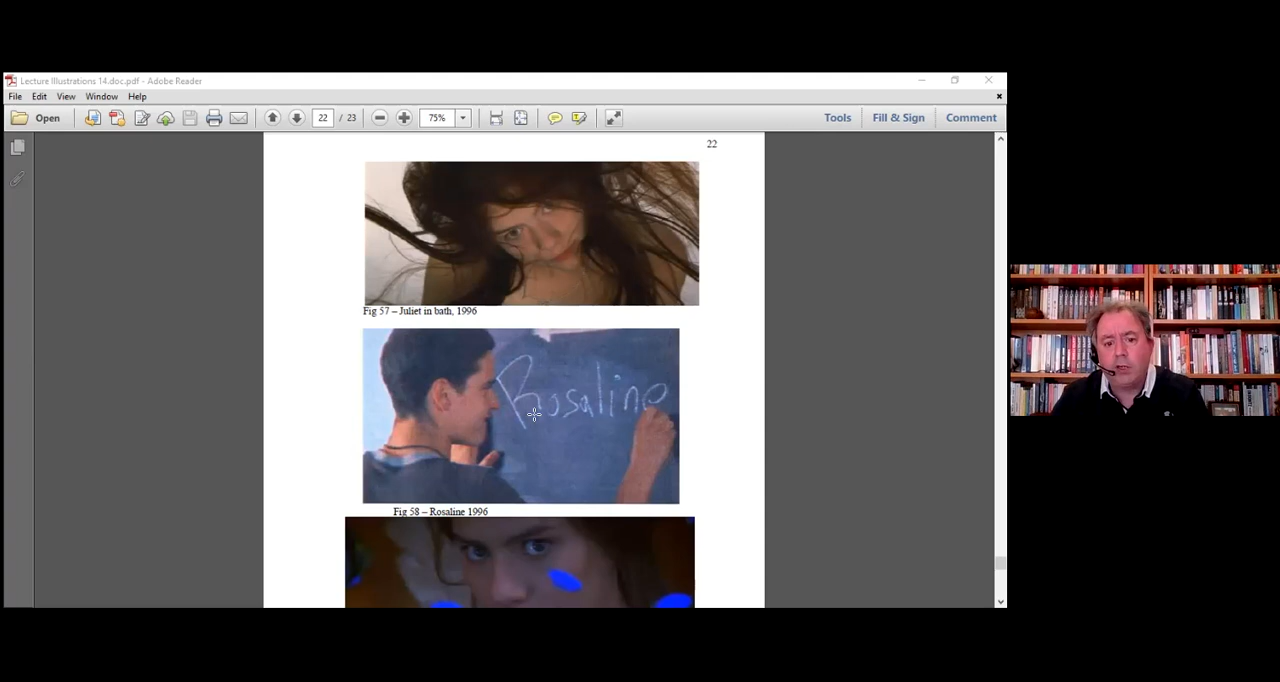 Lecture Illustrations 14.doc.pdf - Adobe Reader
File Edit View Window Help
Open 22 / 23 75% Tools Fill & Sign Comment
22
Fig 57 – Juliet in bath, 1996
Rosaline
Fig 58 – Rosaline 1996